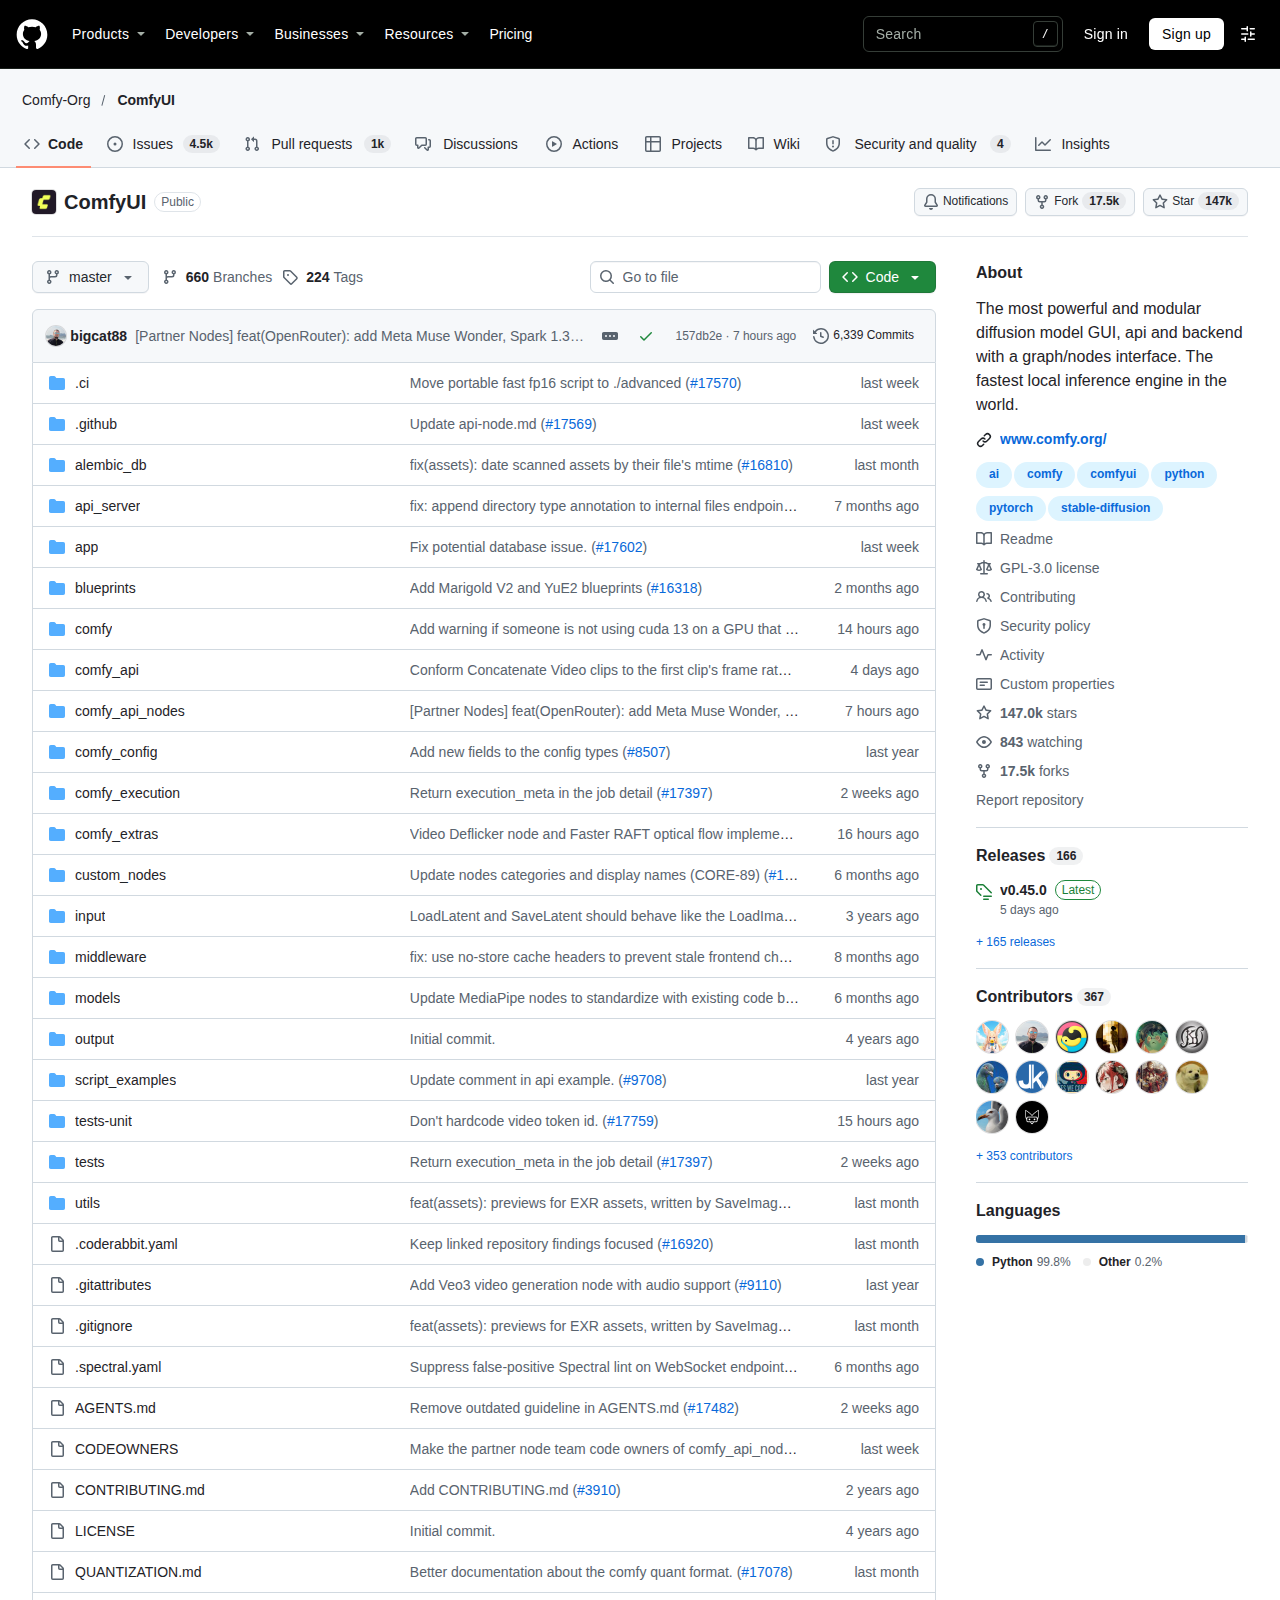 Products
Developers
Businesses
Resources
Pricing
Search
/
Sign in
Sign up
Comfy-Org / ComfyUI
Code
Issues 4.5k
Pull requests 1k
Discussions
Actions
Projects
Wiki
Security and quality 4
Insights
ComfyUI Public
Notifications
Fork 17.5k
Star 147k
master
660 Branches
224 Tags
Go to file
Code
bigcat88 [Partner Nodes] feat(OpenRouter): add Meta Muse Wonder, Spark 1.3… 157db2e · 7 hours ago 6,339 Commits
.ci Move portable fast fp16 script to ./advanced (#17570) last week
.github Update api-node.md (#17569) last week
alembic_db fix(assets): date scanned assets by their file's mtime (#16810) last month
api_server fix: append directory type annotation to internal files endpoin… 7 months ago
app Fix potential database issue. (#17602) last week
blueprints Add Marigold V2 and YuE2 blueprints (#16318) 2 months ago
comfy Add warning if someone is not using cuda 13 on a GPU that … 14 hours ago
comfy_api Conform Concatenate Video clips to the first clip's frame rat… 4 days ago
comfy_api_nodes [Partner Nodes] feat(OpenRouter): add Meta Muse Wonder, … 7 hours ago
comfy_config Add new fields to the config types (#8507) last year
comfy_execution Return execution_meta in the job detail (#17397) 2 weeks ago
comfy_extras Video Deflicker node and Faster RAFT optical flow impleme… 16 hours ago
custom_nodes Update nodes categories and display names (CORE-89) (#1… 6 months ago
input LoadLatent and SaveLatent should behave like the LoadIma… 3 years ago
middleware fix: use no-store cache headers to prevent stale frontend ch… 8 months ago
models Update MediaPipe nodes to standardize with existing code b… 6 months ago
output Initial commit. 4 years ago
script_examples Update comment in api example. (#9708) last year
tests-unit Don't hardcode video token id. (#17759) 15 hours ago
tests Return execution_meta in the job detail (#17397) 2 weeks ago
utils feat(assets): previews for EXR assets, written by SaveImag… last month
.coderabbit.yaml Keep linked repository findings focused (#16920) last month
.gitattributes Add Veo3 video generation node with audio support (#9110) last year
.gitignore feat(assets): previews for EXR assets, written by SaveImag… last month
.spectral.yaml Suppress false-positive Spectral lint on WebSocket endpoint… 6 months ago
AGENTS.md Remove outdated guideline in AGENTS.md (#17482) 2 weeks ago
CODEOWNERS Make the partner node team code owners of comfy_api_nod… last week
CONTRIBUTING.md Add CONTRIBUTING.md (#3910) 2 years ago
LICENSE Initial commit. 4 years ago
QUANTIZATION.md Better documentation about the comfy quant format. (#17078) last month
About
The most powerful and modular
diffusion model GUI, api and backend
with a graph/nodes interface. The
fastest local inference engine in the
world.
www.comfy.org/
ai comfy comfyui python
pytorch stable-diffusion
Readme
GPL-3.0 license
Contributing
Security policy
Activity
Custom properties
147.0k stars
843 watching
17.5k forks
Report repository
Releases 166
v0.45.0 Latest
5 days ago
+ 165 releases
Contributors 367
+ 353 contributors
Languages
Python 99.8% Other 0.2%